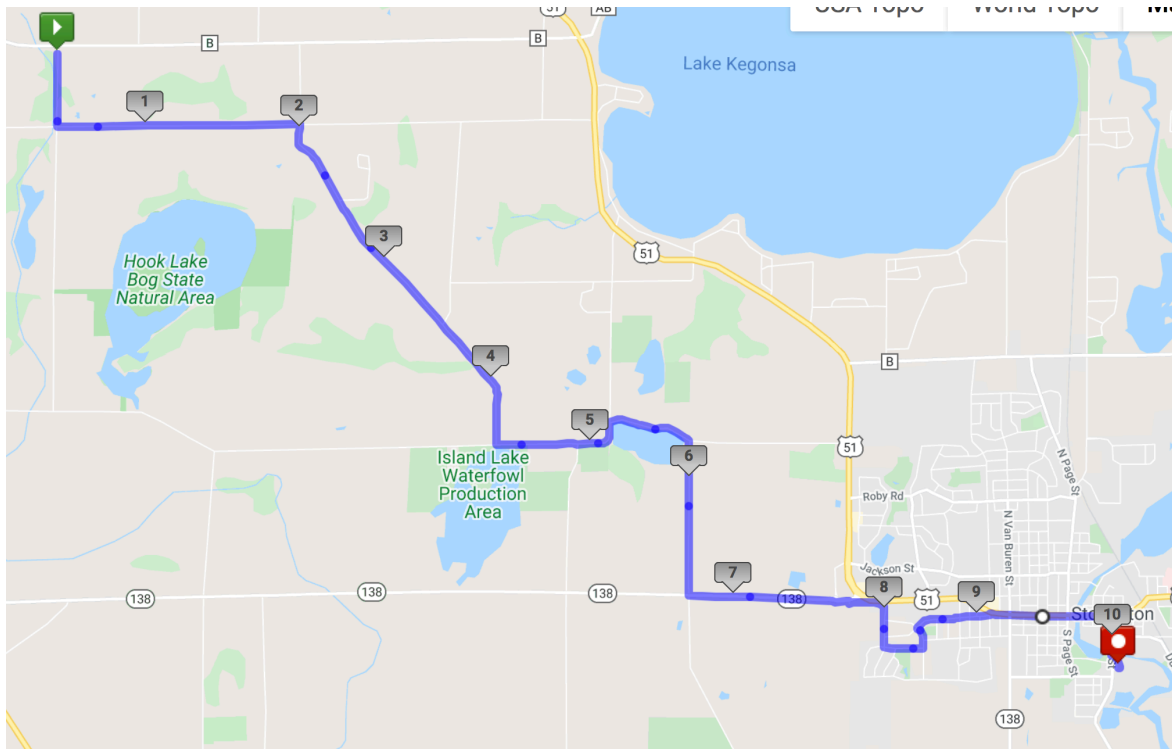 51
AB
USA Topo
World Topo
B
B
Lake Kegonsa
1
2
3
51
Hook Lake
Bog State
Natural Area
4
B
5
51
6
Island Lake
Waterfowl
Production
Area
N Page St
Roby Rd
N Van Buren St
Jackson St
7
8
9
10
138
138
138
138
51
S Page St
St
138